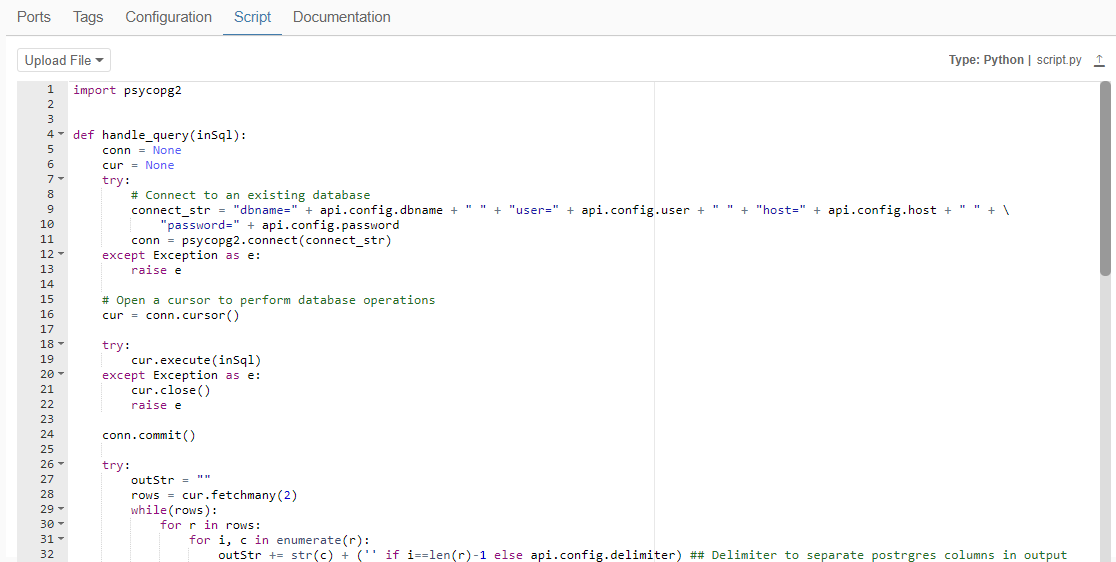 Ports Tags Configuration Script Documentation
Upload File Type: Python | script.py
1 import psycopg2
2
3
4 def handle_query(inSql):
5     conn = None
6     cur = None
7     try:
8         # Connect to an existing database
9         connect_str = "dbname=" + api.config.dbname + " " + "user=" + api.config.user + " " + "host=" + api.config.host + " " + \
10             "password=" + api.config.password
11         conn = psycopg2.connect(connect_str)
12     except Exception as e:
13         raise e
14
15     # Open a cursor to perform database operations
16     cur = conn.cursor()
17
18     try:
19         cur.execute(inSql)
20     except Exception as e:
21         cur.close()
22         raise e
23
24     conn.commit()
25
26     try:
27         outStr = ""
28         rows = cur.fetchmany(2)
29         while(rows):
30             for r in rows:
31                 for i, c in enumerate(r):
32                     outStr += str(c) + ('' if i==len(r)-1 else api.config.delimiter) ## Delimiter to separate postrgres columns in output